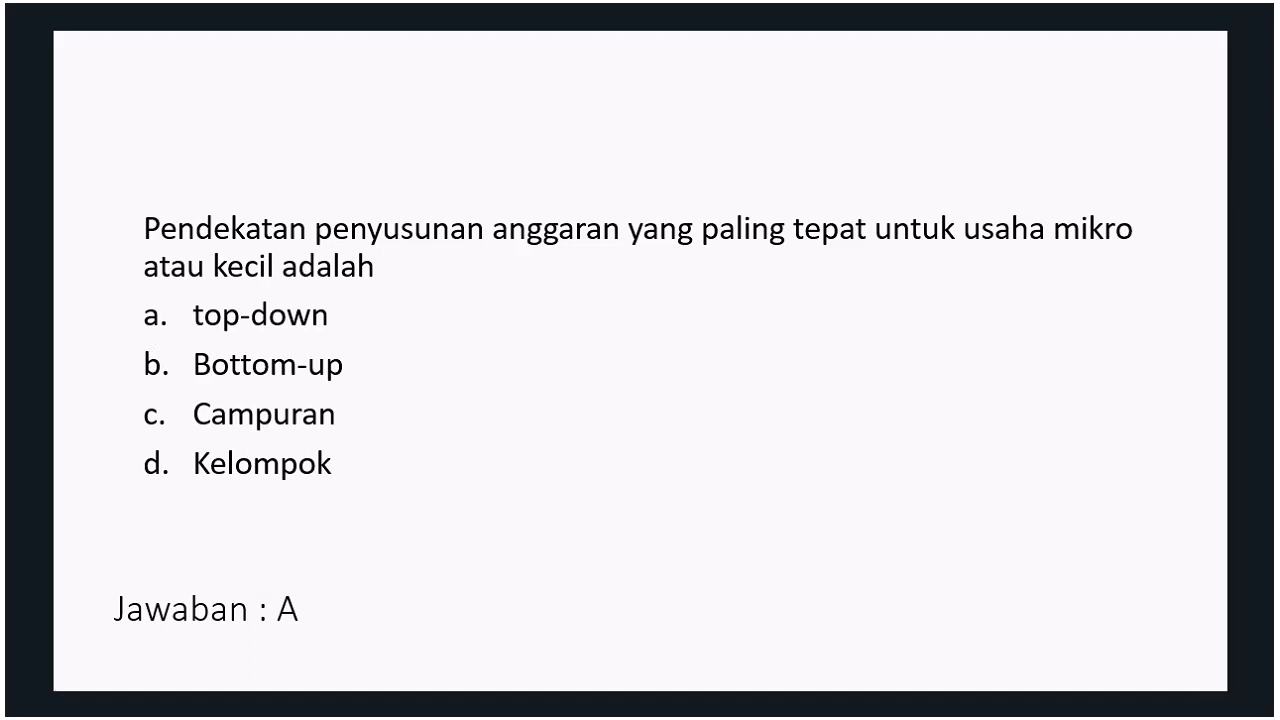 Pendekatan penyusunan anggaran yang paling tepat untuk usaha mikro
atau kecil adalah
a. top-down
b. Bottom-up
c. Campuran
d. Kelompok
Jawaban : A